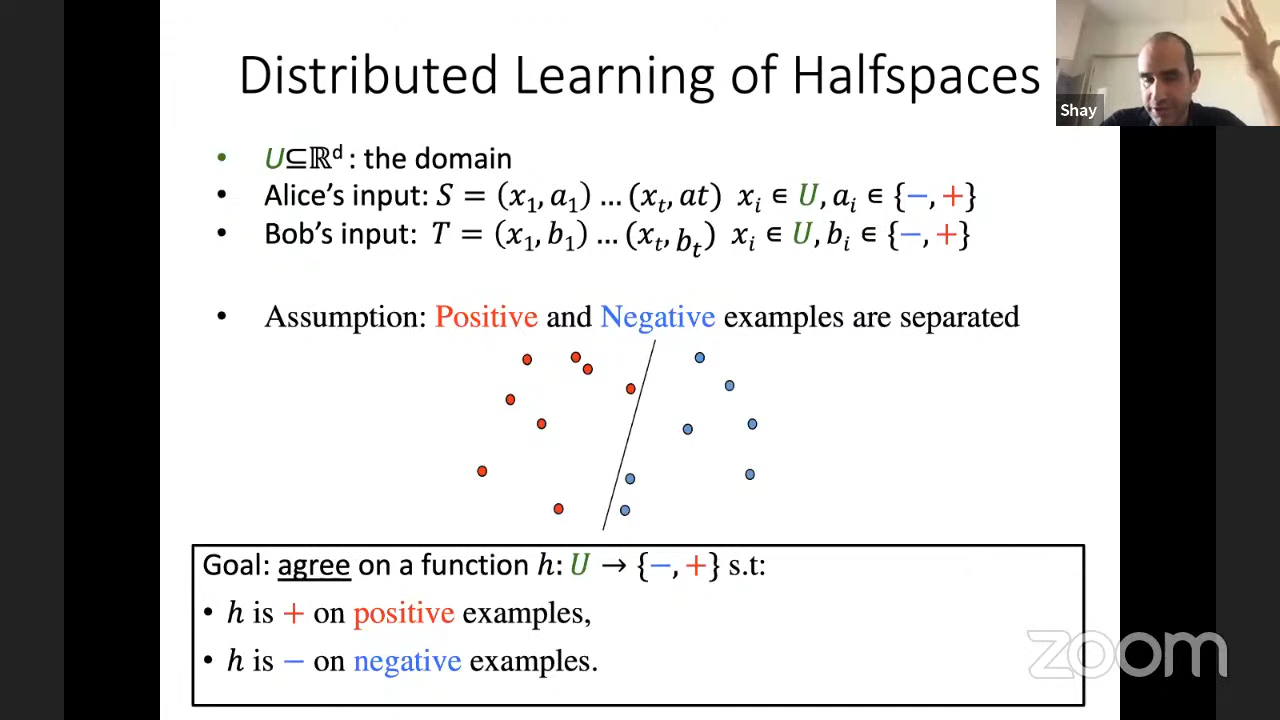 Distributed Learning of Halfspaces
Shay
• U⊆ℝᵈ : the domain
• Alice's input: S = (x₁, a₁) … (xₜ, at) xᵢ ∈ U, aᵢ ∈ {−, +}
• Bob's input: T = (x₁, b₁) … (xₜ, bₜ) xᵢ ∈ U, bᵢ ∈ {−, +}
• Assumption: Positive and Negative examples are separated
Goal: agree on a function h: U → {−, +} s.t:
• h is + on positive examples,
• h is − on negative examples.
zoom